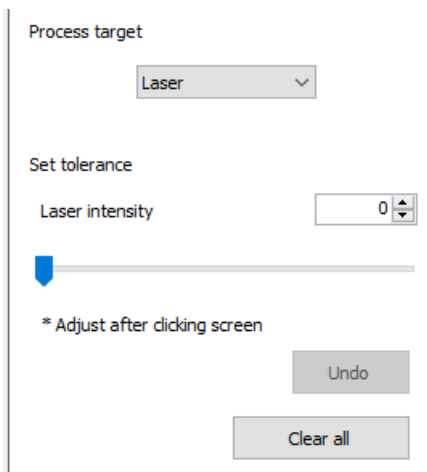 Process target
Laser
Set tolerance
Laser intensity 0
* Adjust after clicking screen
Undo
Clear all